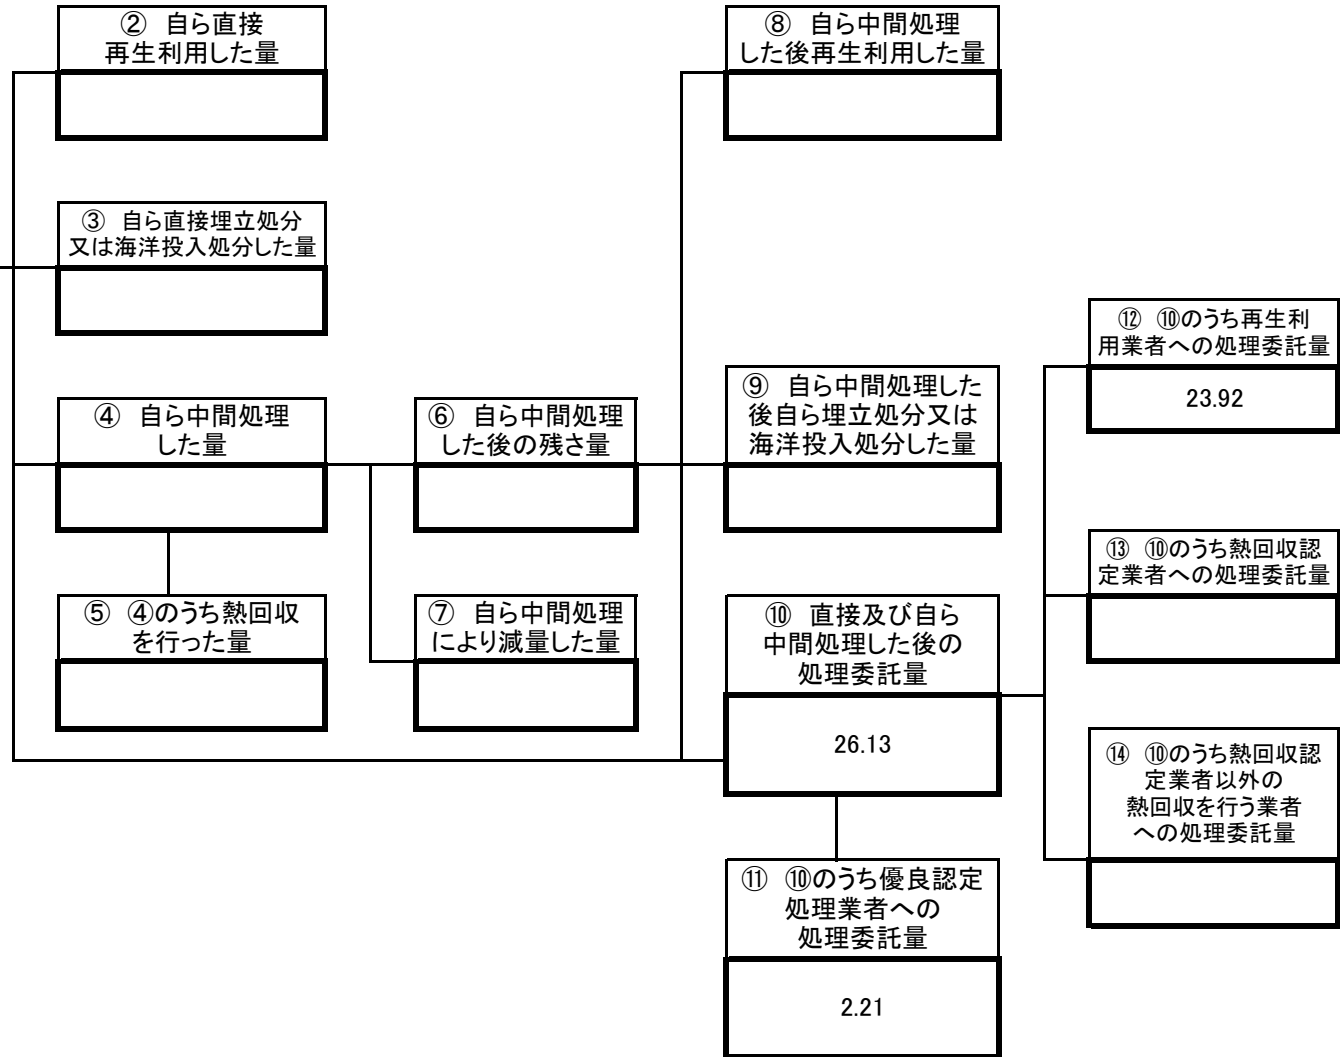 ② 自ら直接
再生利用した量
③ 自ら直接埋立処分
又は海洋投入処分した量
④ 自ら中間処理
した量
⑤ ④のうち熱回収
を行った量
⑥ 自ら中間処理
した後の残さ量
⑦ 自ら中間処理
により減量した量
⑧ 自ら中間処理
した後再生利用した量
⑨ 自ら中間処理した
後自ら埋立処分又は
海洋投入処分した量
⑩ 直接及び自ら
中間処理した後の
処理委託量
26.13
⑪ ⑩のうち優良認定
処理業者への
処理委託量
2.21
⑫ ⑩のうち再生利
用業者への処理委託量
23.92
⑬ ⑩のうち熱回収認
定業者への処理委託量
⑭ ⑩のうち熱回収認
定業者以外の
熱回収を行う業者
への処理委託量